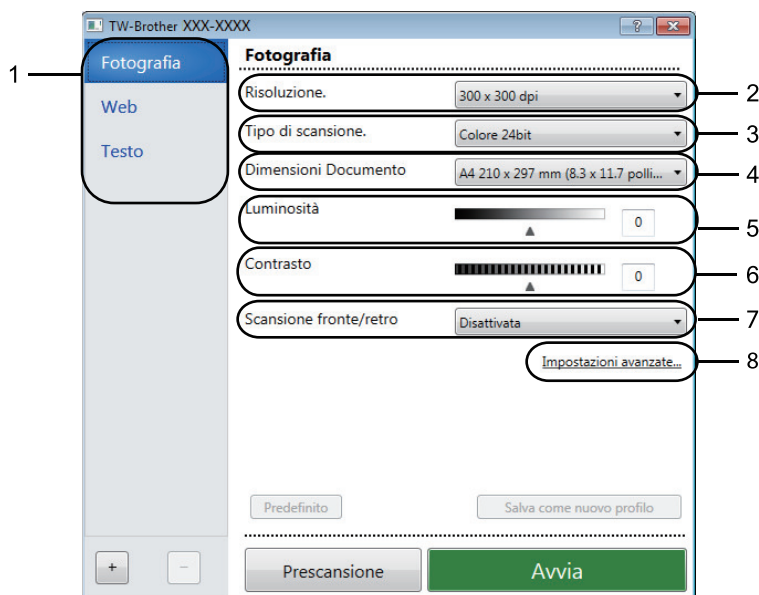 TW-Brother XXX-XXXX
?
1
Fotografia
Web
Testo
Fotografia
Risoluzione.
300 x 300 dpi
2
Tipo di scansione.
Colore 24bit
3
Dimensioni Documento
A4 210 x 297 mm (8.3 x 11.7 polli...
4
Luminosità
0
5
Contrasto
0
6
Scansione fronte/retro
Disattivata
7
Impostazioni avanzate...
8
Predefinito
Salva come nuovo profilo
+
−
Prescansione
Avvia